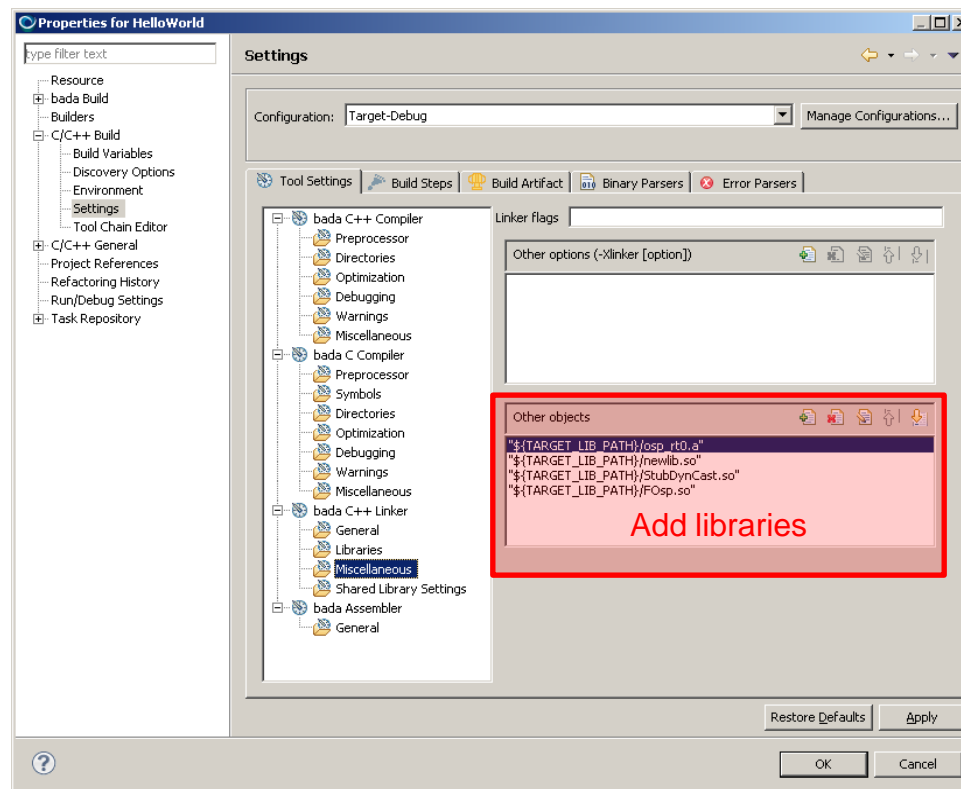 Properties for HelloWorld
type filter text
Resource
bada Build
Builders
C/C++ Build
Build Variables
Discovery Options
Environment
Settings
Tool Chain Editor
C/C++ General
Project References
Refactoring History
Run/Debug Settings
Task Repository
Settings
Configuration: Target-Debug
Manage Configurations...
Tool Settings Build Steps Build Artifact Binary Parsers Error Parsers
bada C++ Compiler
Preprocessor
Directories
Optimization
Debugging
Warnings
Miscellaneous
bada C Compiler
Preprocessor
Symbols
Directories
Optimization
Debugging
Warnings
Miscellaneous
bada C++ Linker
General
Libraries
Miscellaneous
Shared Library Settings
bada Assembler
General
Linker flags
Other options (-Xlinker [option])
Other objects
"${TARGET_LIB_PATH}/osp_rt0.a"
"${TARGET_LIB_PATH}/newlib.so"
"${TARGET_LIB_PATH}/StubDynCast.so"
"${TARGET_LIB_PATH}/FOsp.so"
Add libraries
Restore Defaults Apply
OK Cancel